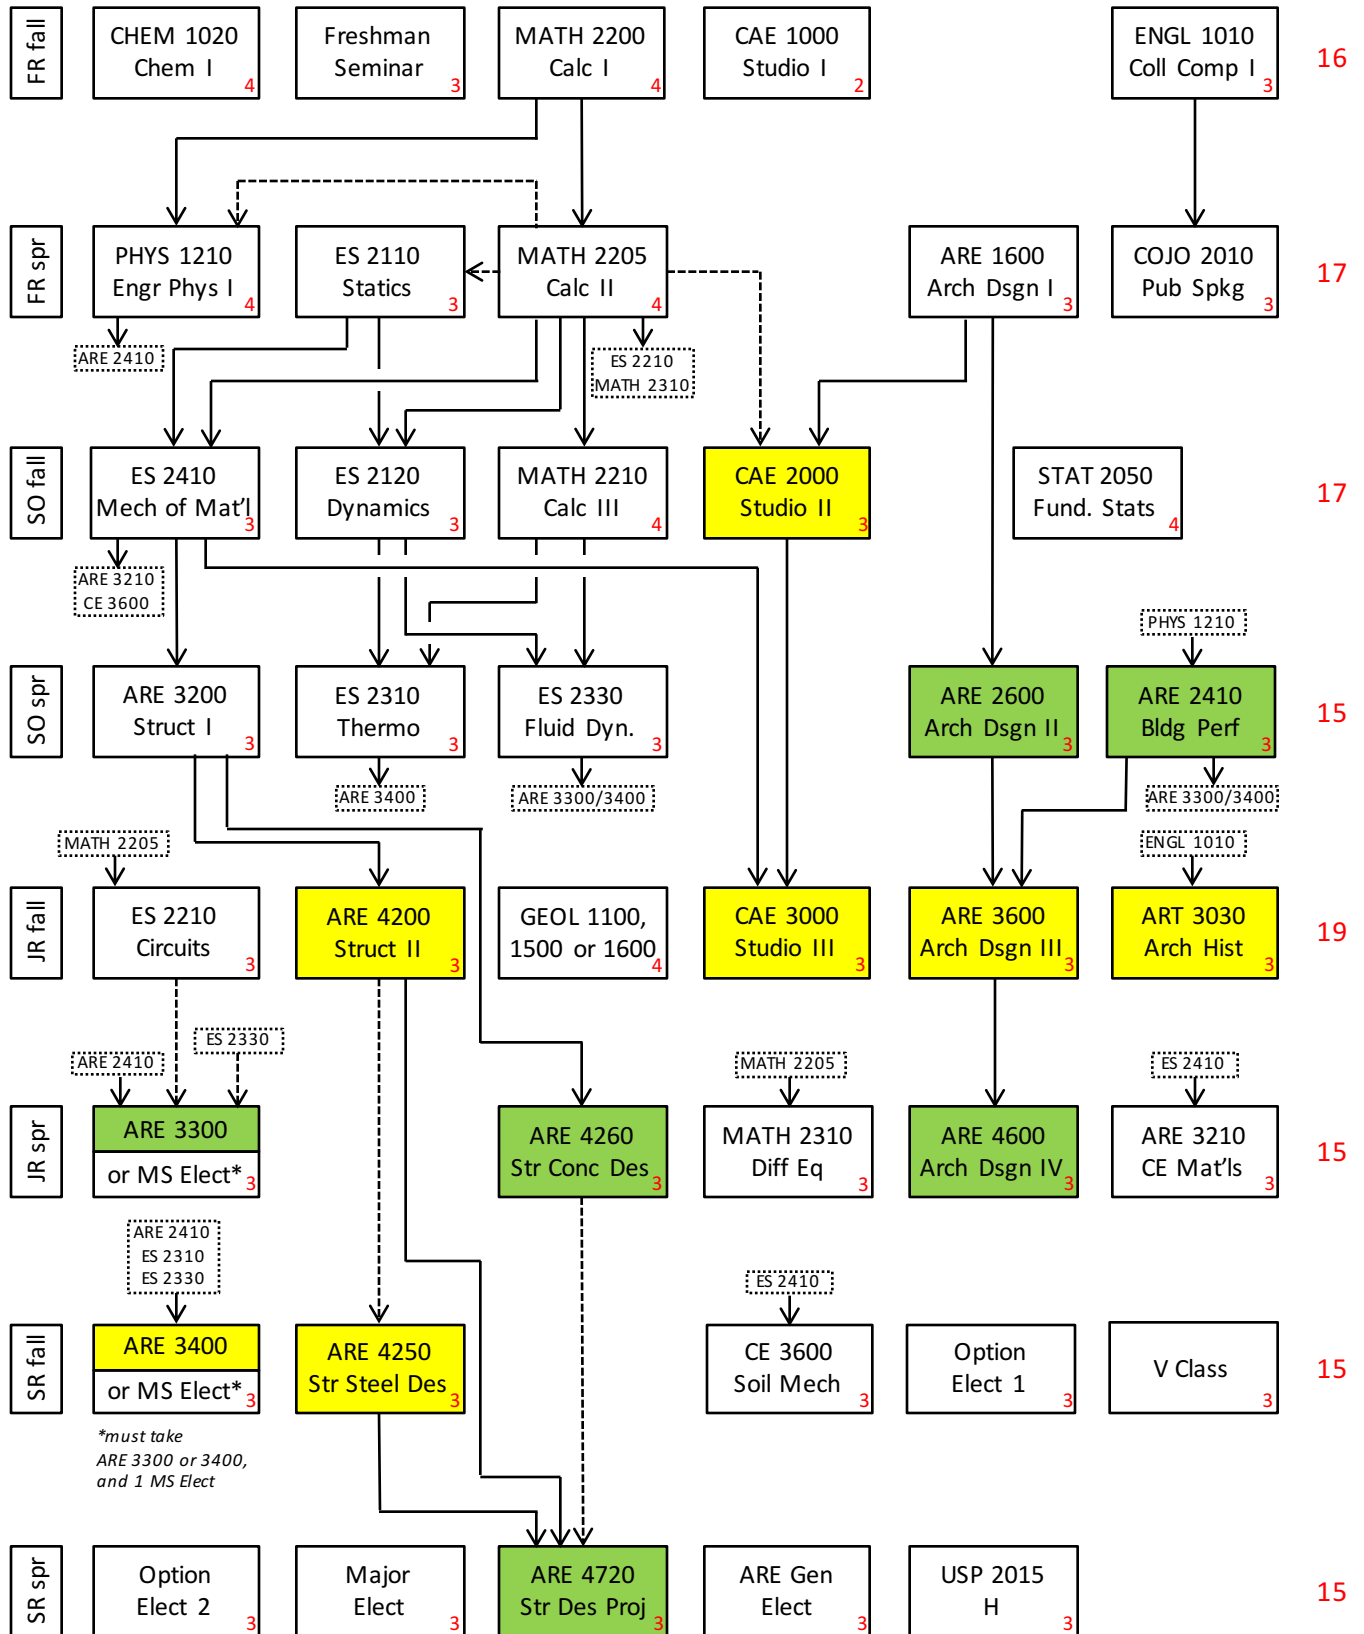 FR fall
CHEM 1020
Chem I
4
Freshman
Seminar
3
MATH 2200
Calc I
4
CAE 1000
Studio I
2
ENGL 1010
Coll Comp I
3
16
FR spr
PHYS 1210
Engr Phys I
4
ES 2110
Statics
3
MATH 2205
Calc II
4
ARE 1600
Arch Dsgn I
3
COJO 2010
Pub Spkg
3
17
ARE 2410
ES 2210
MATH 2310
SO fall
ES 2410
Mech of Mat'l
3
ES 2120
Dynamics
3
MATH 2210
Calc III
4
CAE 2000
Studio II
3
STAT 2050
Fund. Stats
4
17
ARE 3210
CE 3600
PHYS 1210
SO spr
ARE 3200
Struct I
3
ES 2310
Thermo
3
ES 2330
Fluid Dyn.
3
ARE 2600
Arch Dsgn II
3
ARE 2410
Bldg Perf
3
15
ARE 3400
ARE 3300/3400
ARE 3300/3400
MATH 2205
ENGL 1010
JR fall
ES 2210
Circuits
3
ARE 4200
Struct II
3
GEOL 1100,
1500 or 1600
4
CAE 3000
Studio III
3
ARE 3600
Arch Dsgn III
3
ART 3030
Arch Hist
3
19
ES 2330
ARE 2410
MATH 2205
ES 2410
JR spr
ARE 3300
or MS Elect*
3
ARE 4260
Str Conc Des
3
MATH 2310
Diff Eq
3
ARE 4600
Arch Dsgn IV
3
ARE 3210
CE Mat'ls
3
15
ARE 2410
ES 2310
ES 2330
ES 2410
SR fall
ARE 3400
or MS Elect*
3
ARE 4250
Str Steel Des
3
CE 3600
Soil Mech
3
Option
Elect 1
3
V Class
3
15
*must take
ARE 3300 or 3400,
and 1 MS Elect
SR spr
Option
Elect 2
3
Major
Elect
3
ARE 4720
Str Des Proj
3
ARE Gen
Elect
3
USP 2015
H
3
15